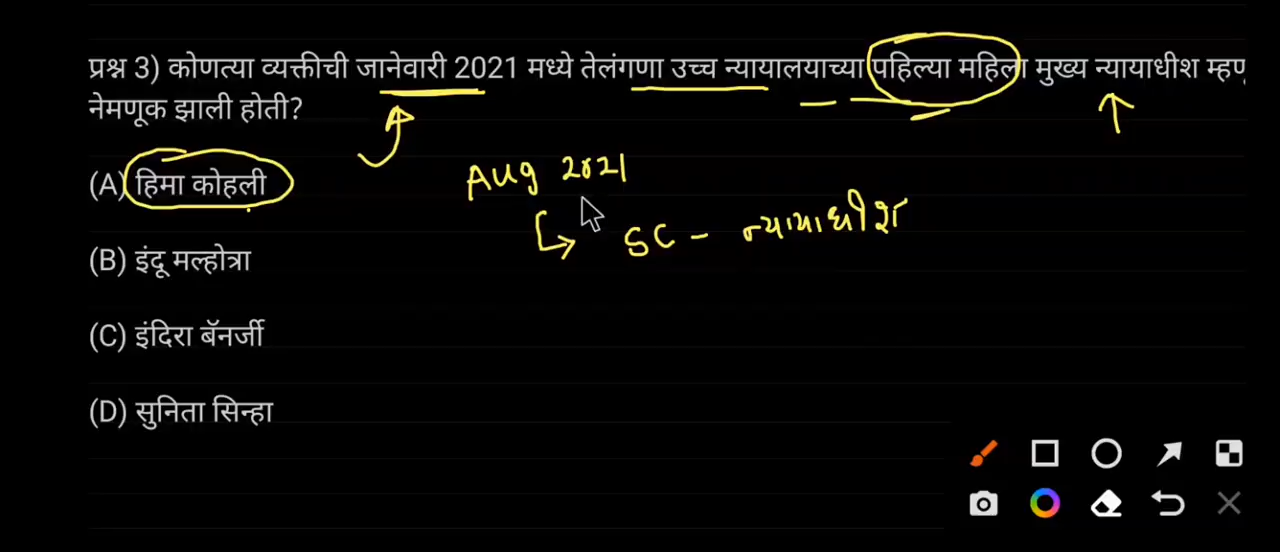 प्रश्न 3) कोणत्या व्यक्तीची जानेवारी 2021 मध्ये तेलंगणा उच्च न्यायालयाच्या पहिल्या महिला मुख्य न्यायाधीश म्हण
नेमणूक झाली होती?
(A) हिमा कोहली
Aug 2021
SC - न्यायाधीश
(B) इंदू मल्होत्रा
(C) इंदिरा बॅनर्जी
(D) सुनिता सिन्हा